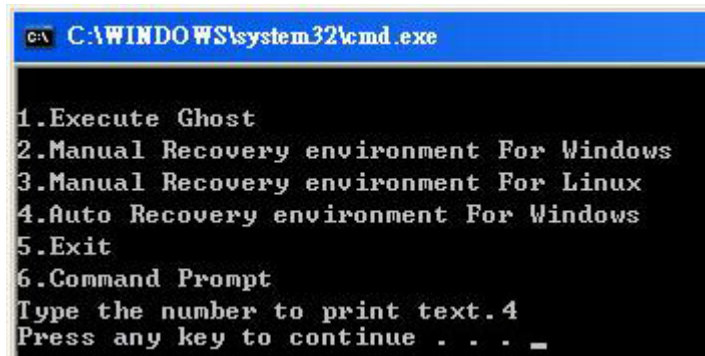 C:\WINDOWS\system32\cmd.exe
1.Execute Ghost
2.Manual Recovery environment For Windows
3.Manual Recovery environment For Linux
4.Auto Recovery environment For Windows
5.Exit
6.Command Prompt
Type the number to print text.4
Press any key to continue . . . _